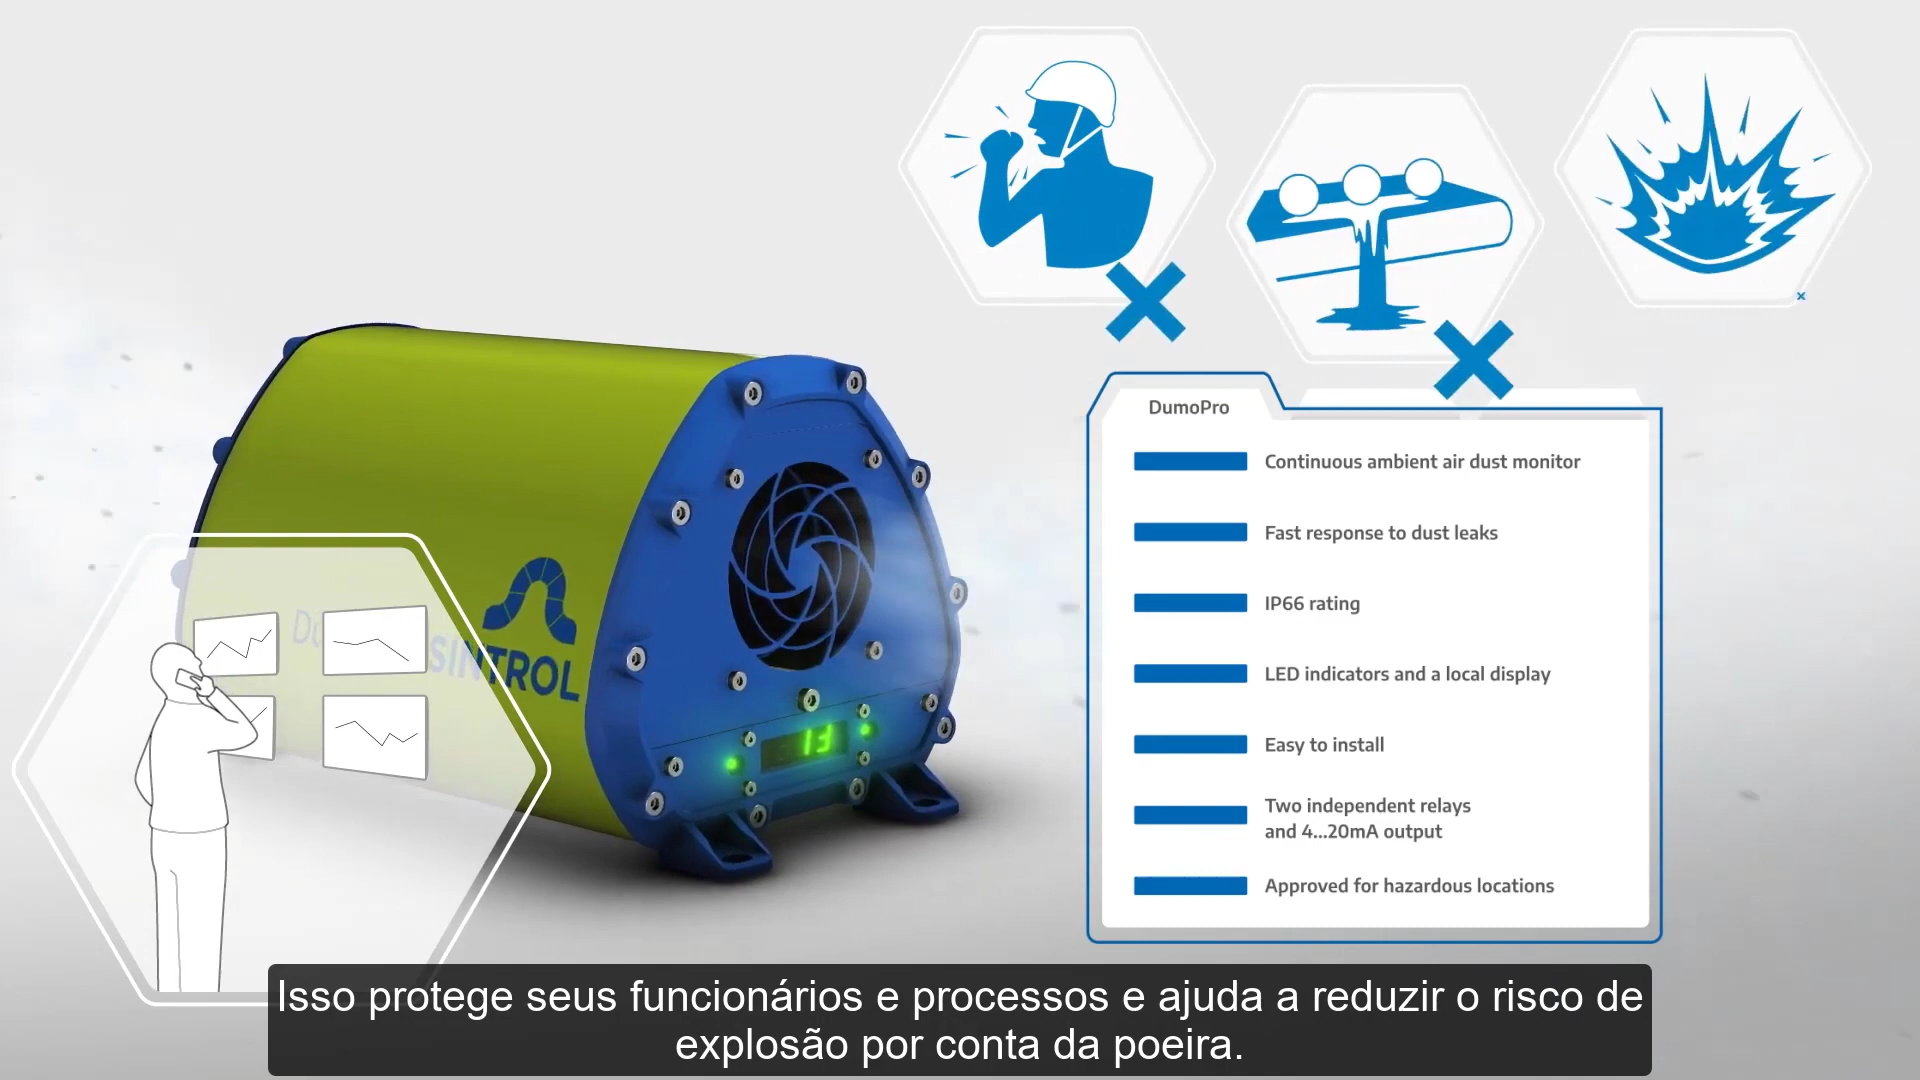 DumoPro
Continuous ambient air dust monitor
Fast response to dust leaks
IP66 rating
LED indicators and a local display
Easy to install
Two independent relays
and 4...20mA output
Approved for hazardous locations
SINTROL
13
Isso protege seus funcionários e processos e ajuda a reduzir o risco de
explosão por conta da poeira.